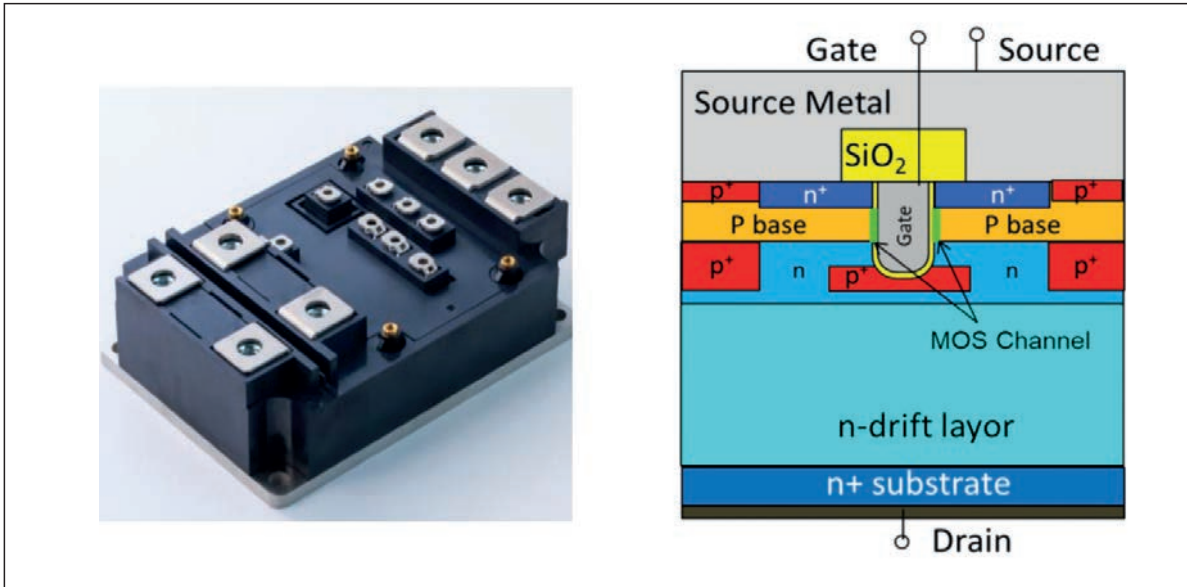 Gate
Source
Source Metal
SiO₂
p⁺
n⁺
n⁺
p⁺
P base
Gate
P base
p⁺
n
p⁺
n
p⁺
MOS Channel
n-drift layor
n+ substrate
Drain